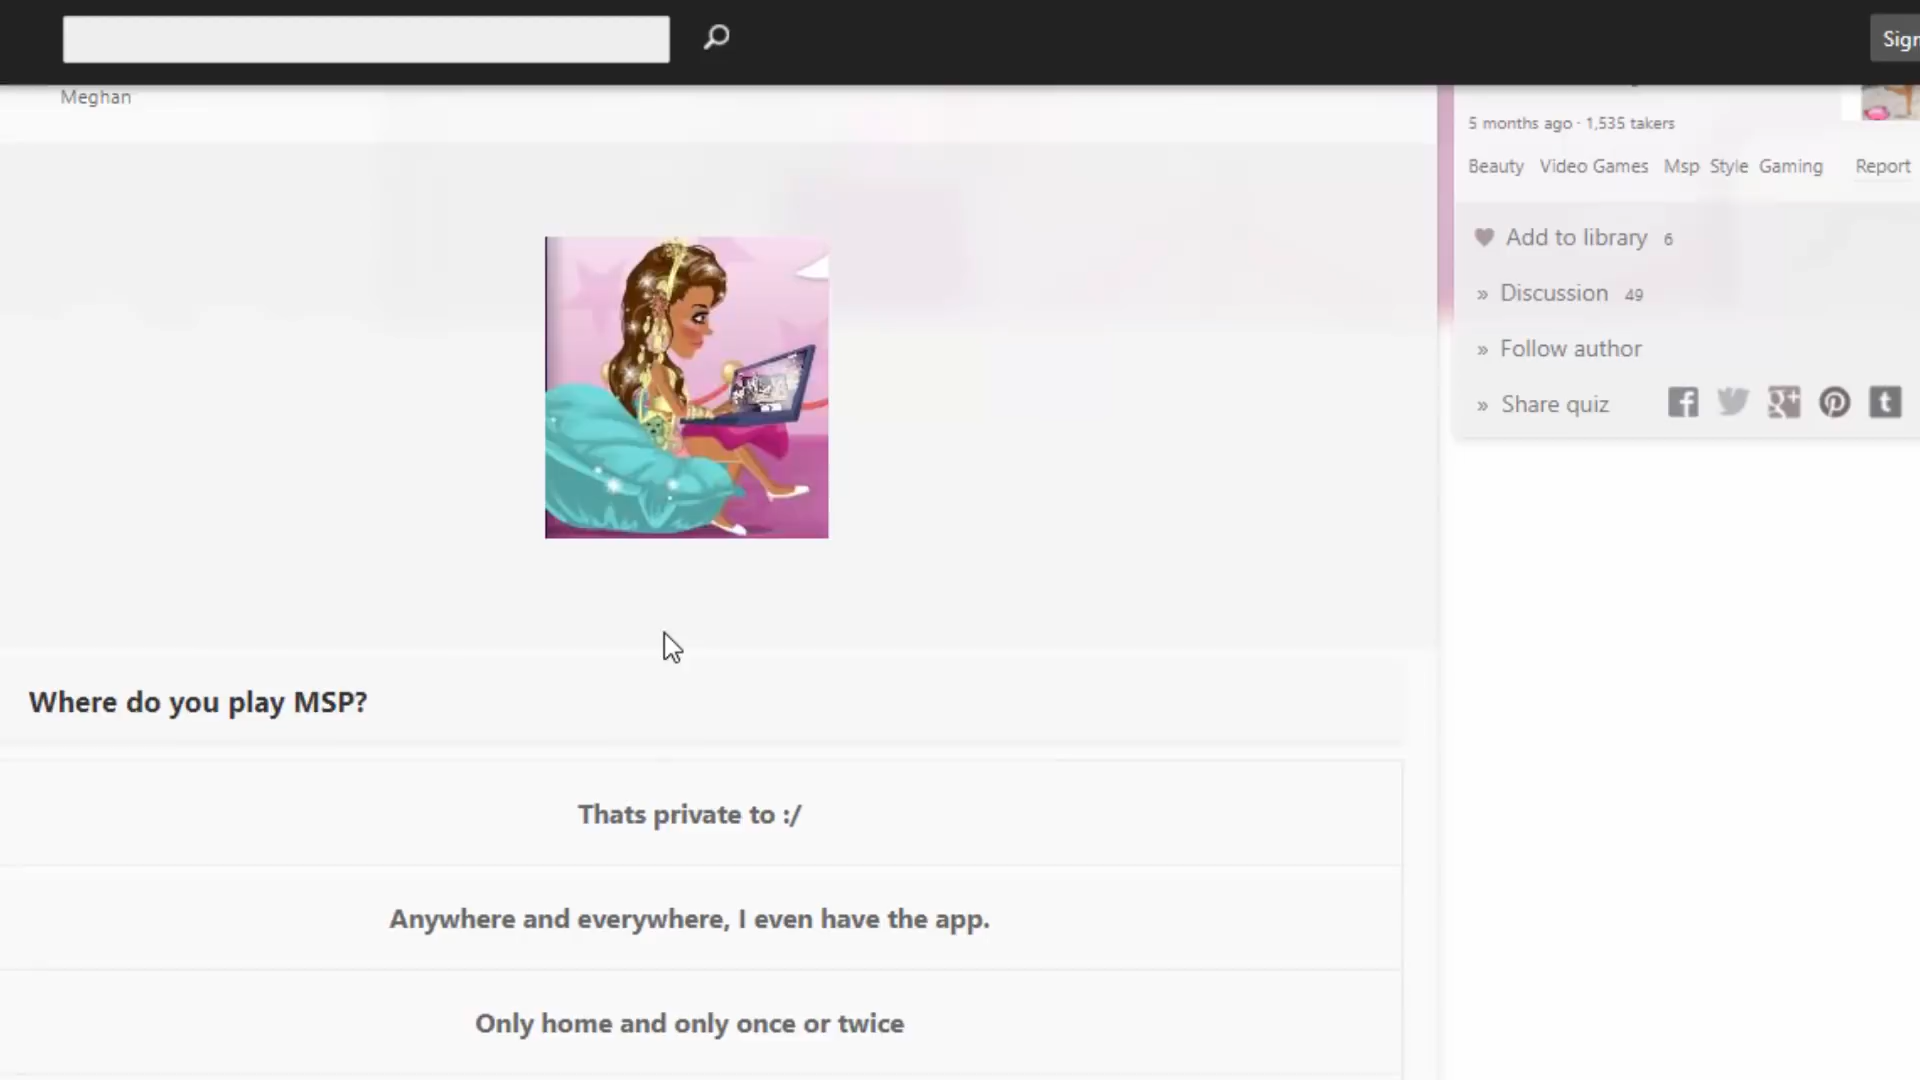 Sign
Meghan
5 months ago · 1,535 takers
Beauty Video Games Msp Style Gaming Report
Add to library 6
» Discussion 49
» Follow author
» Share quiz
Where do you play MSP?
Thats private to :/
Anywhere and everywhere, I even have the app.
Only home and only once or twice